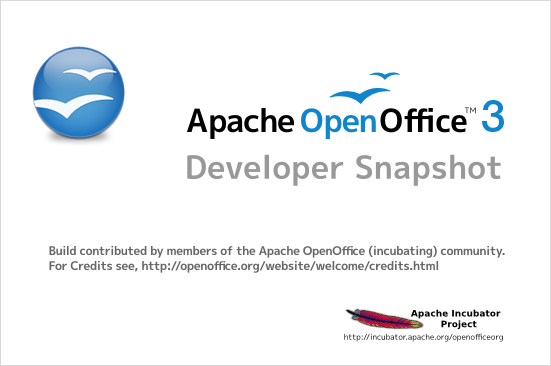 Apache OpenOffice™ 3
Developer Snapshot
Build contributed by members of the Apache OpenOffice (incubating) community.
For Credits see, http://openoffice.org/website/welcome/credits.html
Apache Incubator
Project
http://incubator.apache.org/openofficeorg